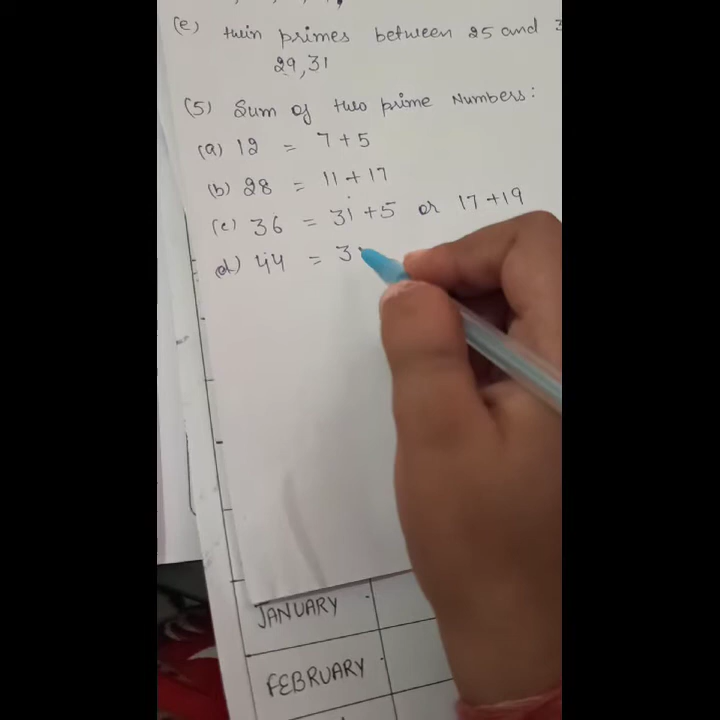 (e) twin primes between 25 and 3
29,31
(5) Sum of two prime Numbers:
(a) 12 = 7+5
(b) 28 = 11+17
(c) 36 = 31+5 or 17+19
(d) 44 = 3
JANUARY
FEBRUARY